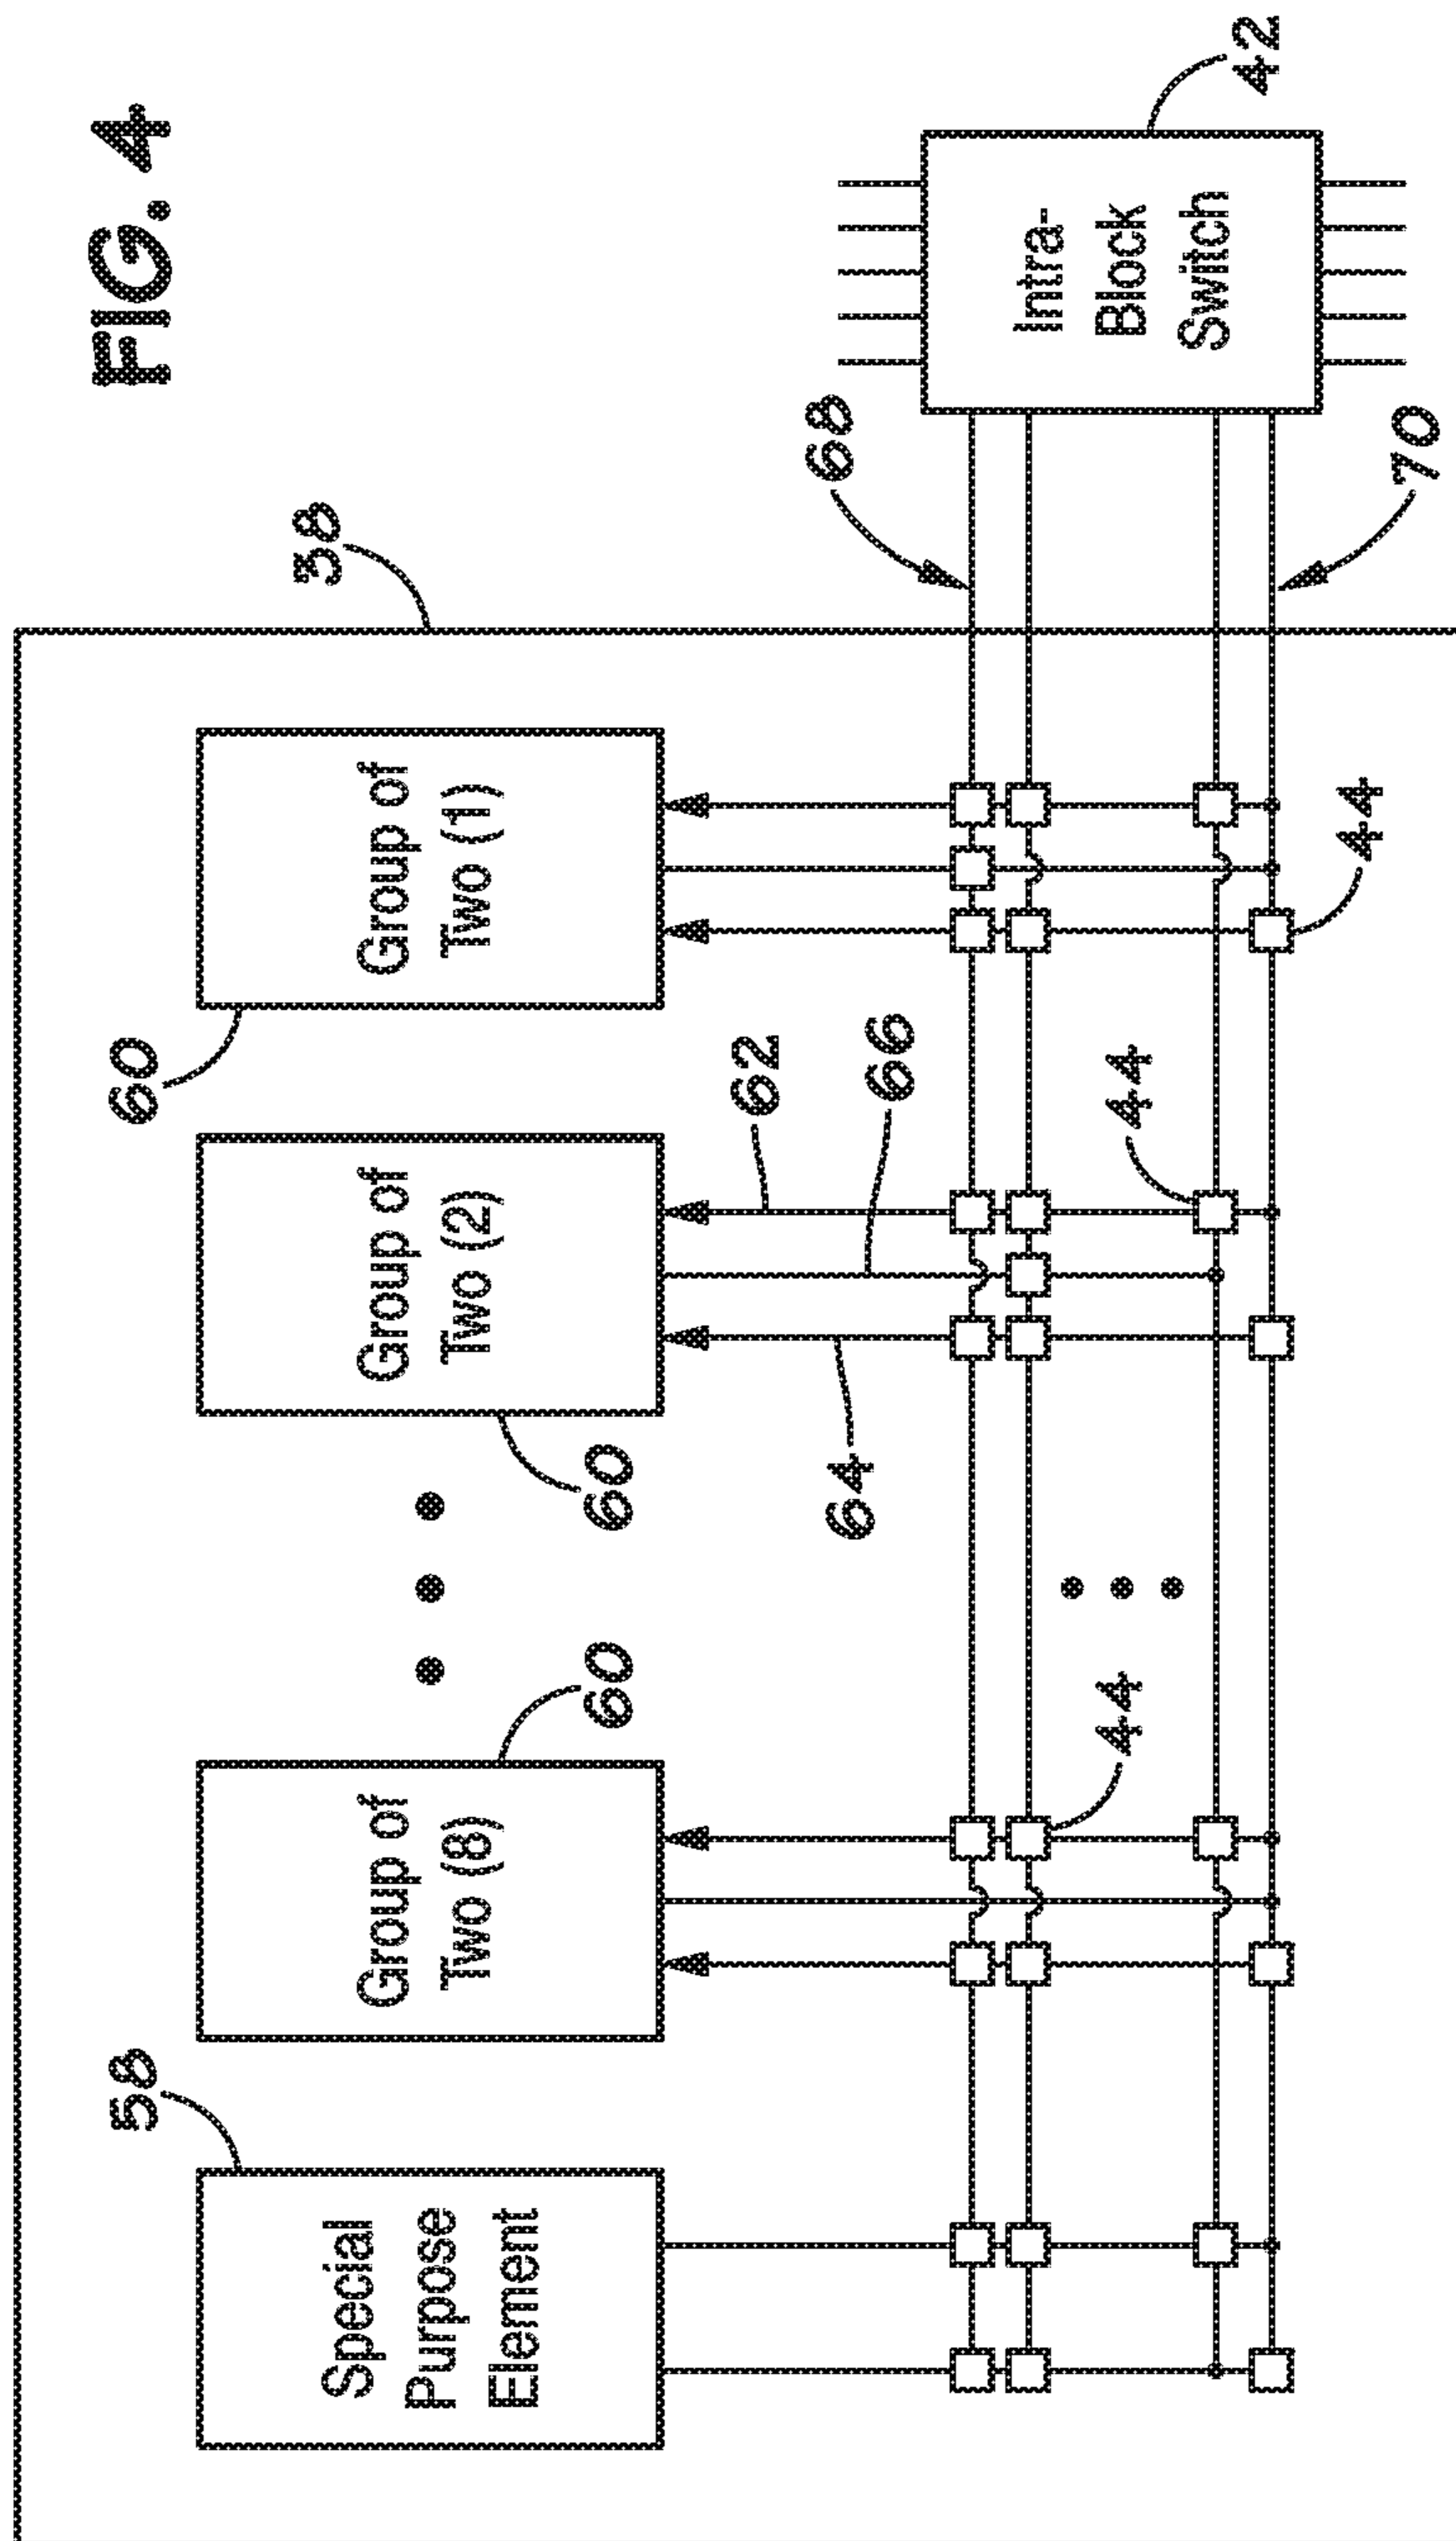 FIG. 4
58
Special
Purpose
Element
Group of
Two (8)
60
Group of
Two (2)
60
60
Group of
Two (1)
38
62
66
64
44
44
44
68
70
Intra-
Block
Switch
42